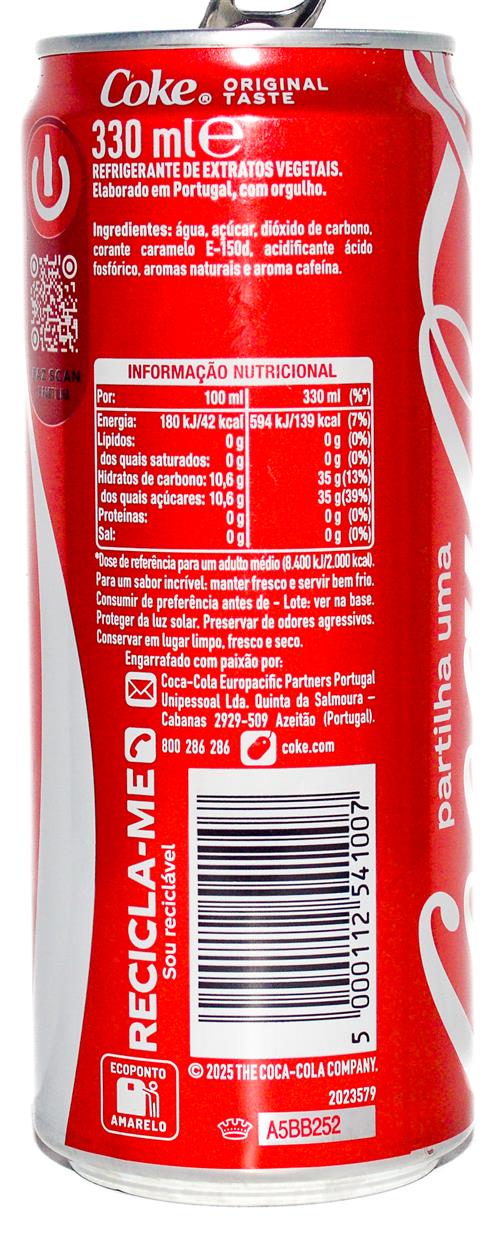 Coke® ORIGINAL TASTE
330 ml ℮
REFRIGERANTE DE EXTRATOS VEGETAIS.
Elaborado em Portugal, com orgulho.
Ingredientes: água, açúcar, dióxido de carbono,
corante caramelo E-150d, acidificante ácido
fosfórico, aromas naturais e aroma cafeína.
FAZ SCAN
INFORMAÇÃO NUTRICIONAL
Por: 100 ml 330 ml (%*)
Energia: 180 kJ/42 kcal 594 kJ/139 kcal (7%)
Lípidos: 0 g 0 g (0%)
dos quais saturados: 0 g 0 g (0%)
Hidratos de carbono: 10,6 g 35 g (13%)
dos quais açúcares: 10,6 g 35 g (39%)
Proteínas: 0 g 0 g (0%)
Sal: 0 g 0 g (0%)
*Dose de referência para um adulto médio (8.400 kJ/2.000 kcal).
Para um sabor incrível: manter fresco e servir bem frio.
Consumir de preferência antes de - Lote: ver na base.
Proteger da luz solar. Preservar de odores agressivos.
Conservar em lugar limpo, fresco e seco.
Engarrafado com paixão por:
Coca-Cola Europacific Partners Portugal
Unipessoal Lda. Quinta da Salmoura –
Cabanas 2929-509 Azeitão (Portugal).
800 286 286 coke.com
RECICLA-ME
Sou reciclável
5 000112 541007
partilha uma
ECOPONTO
AMARELO
© 2025 THE COCA-COLA COMPANY.
2023579
A5BB252